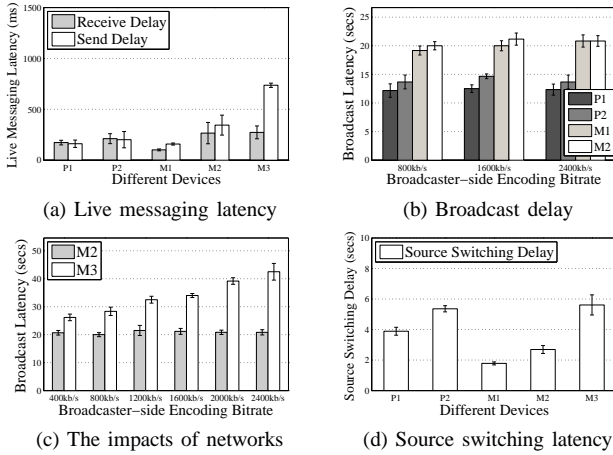 Live Messaging Latency (ms)
1500
1000
500
0
Receive Delay
Send Delay
P1 P2 M1 M2 M3
Different Devices
(a) Live messaging latency
Broadcast Latency (secs)
25
20
15
10
5
0
P1
P2
M1
M2
800kb/s 1600kb/s 2400kb/s
Broadcaster-side Encoding Bitrate
(b) Broadcast delay
Broadcast Latency (secs)
50
40
30
20
10
0
M2
M3
400kb/s 800kb/s 1200kb/s 1600kb/s 2000kb/s 2400kb/s
Broadcaster-side Encoding Bitrate
(c) The impacts of networks
Source Switching Delay (secs)
10
8
6
4
2
0
Source Switching Delay
P1 P2 M1 M2 M3
Different Devices
(d) Source switching latency